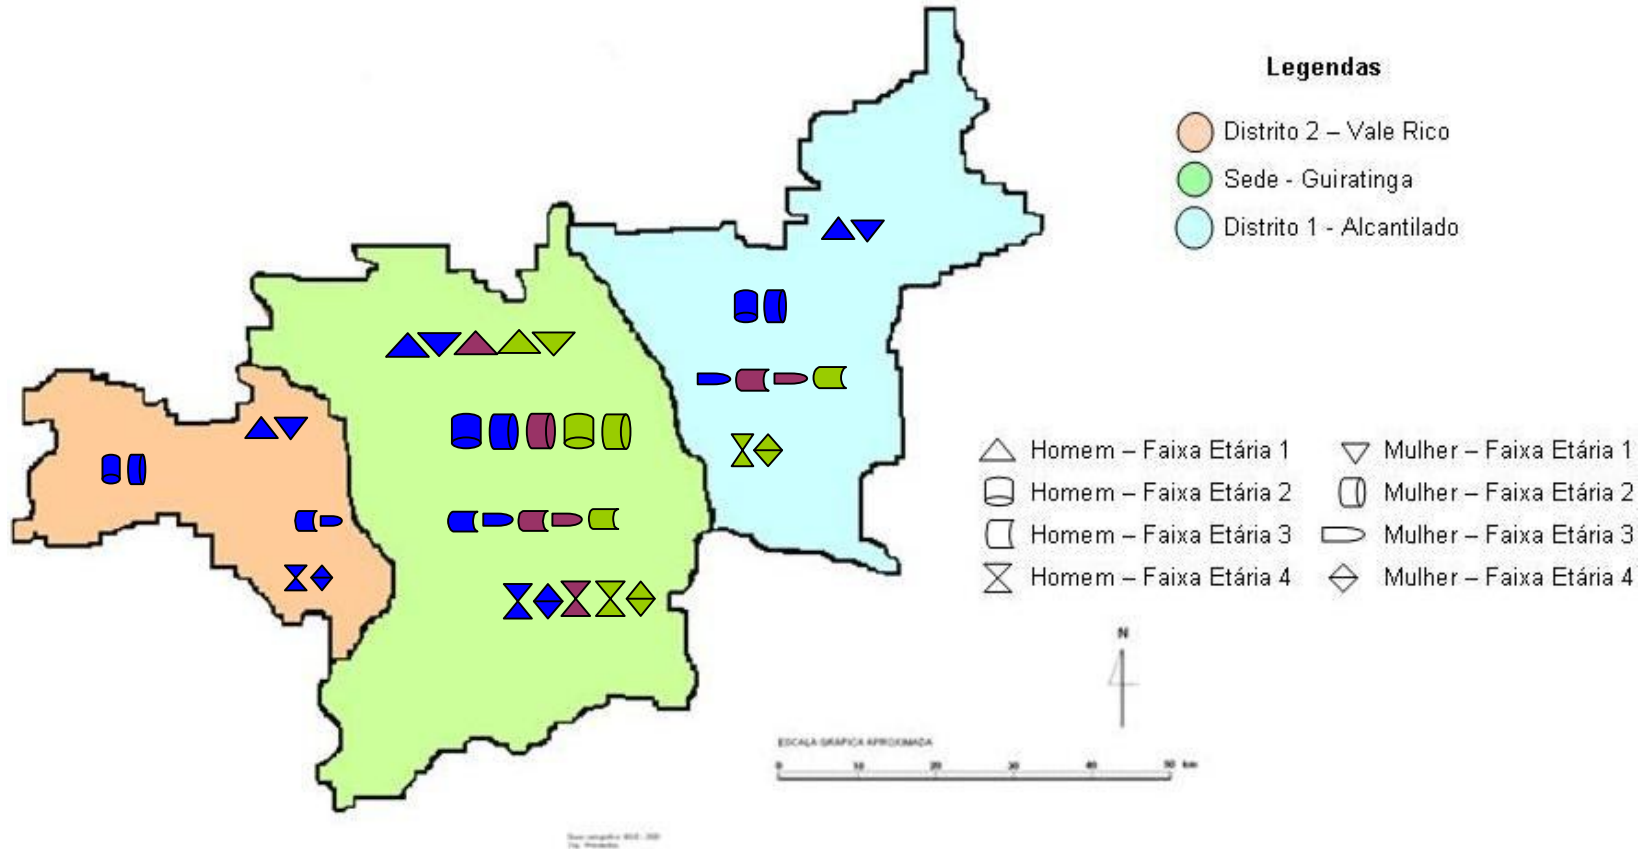 Legendas
Distrito 2 – Vale Rico
Sede - Guiratinga
Distrito 1 - Alcantilado
Homem – Faixa Etária 1
Mulher – Faixa Etária 1
Homem – Faixa Etária 2
Mulher – Faixa Etária 2
Homem – Faixa Etária 3
Mulher – Faixa Etária 3
Homem – Faixa Etária 4
Mulher – Faixa Etária 4
N
ESCALA GRÁFICA APROXIMADA
0 10 20 30 40 50 km